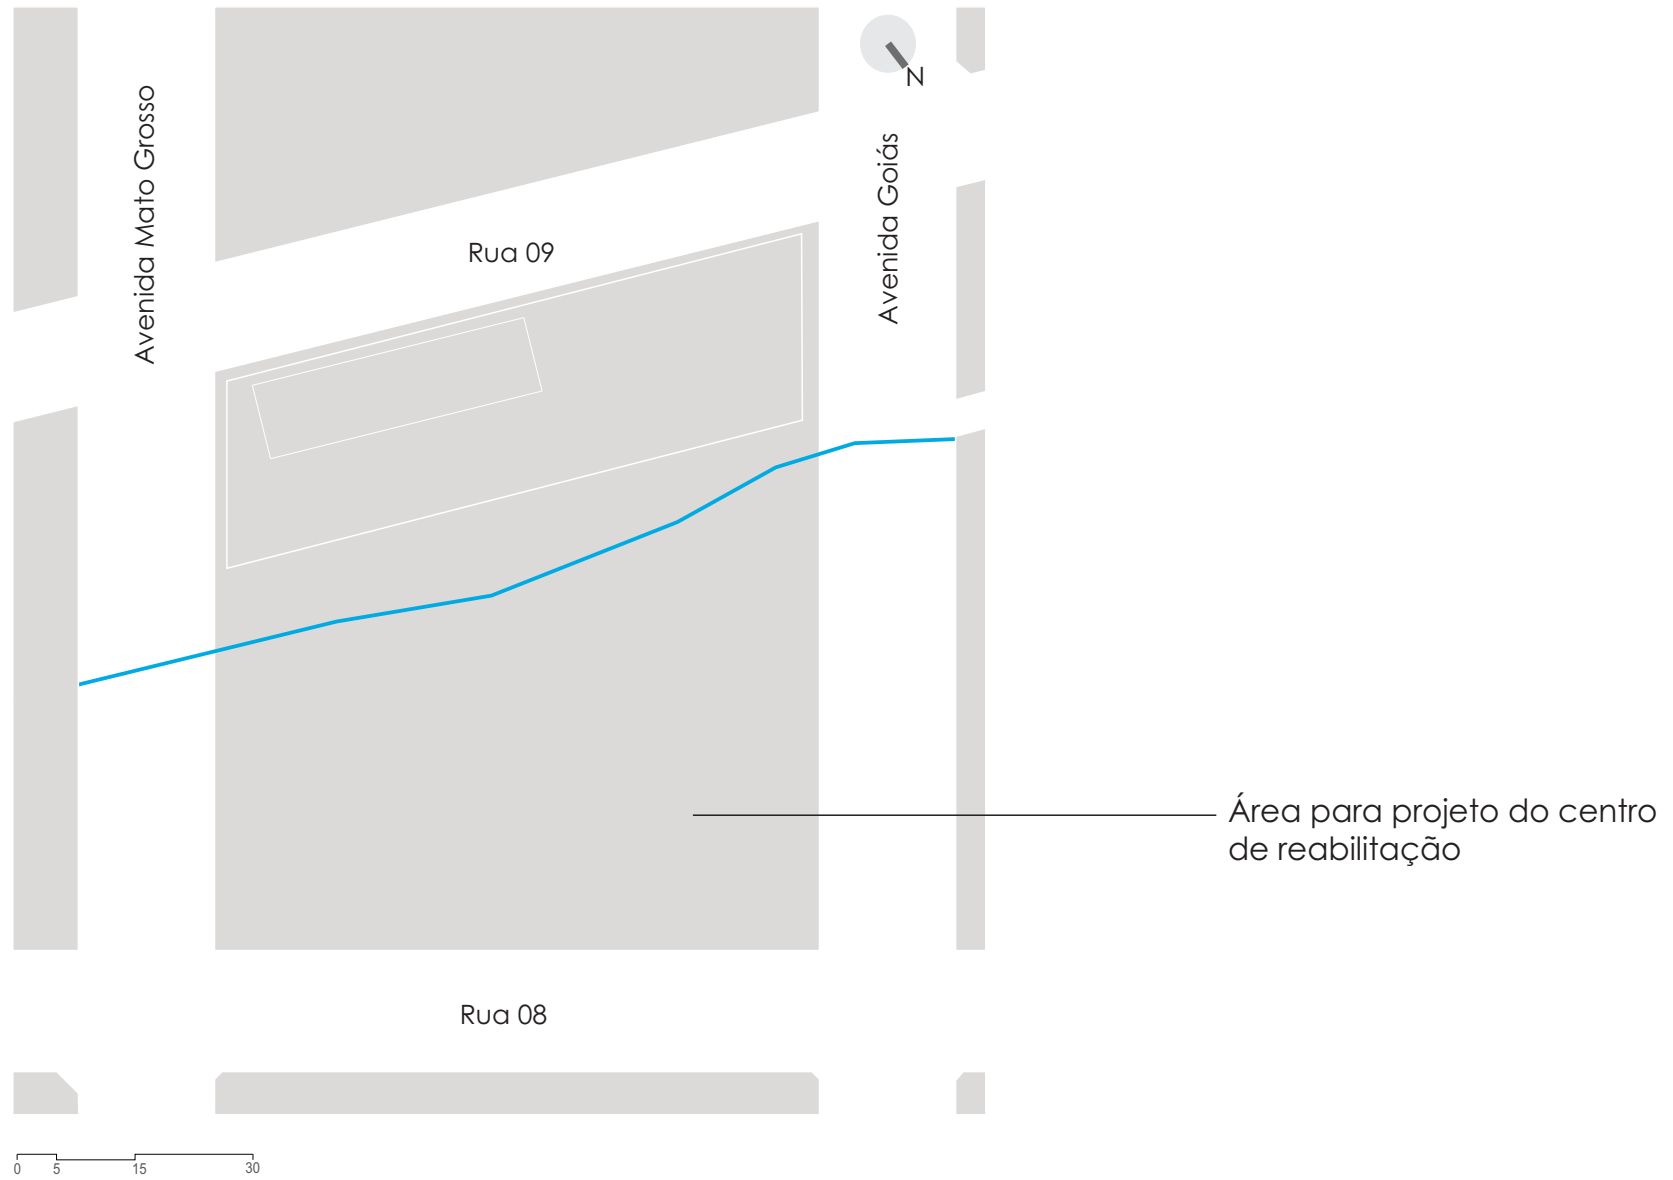 N
Avenida Mato Grosso
Avenida Goiás
Rua 09
Área para projeto do centro
de reabilitação
Rua 08
0 5 15 30